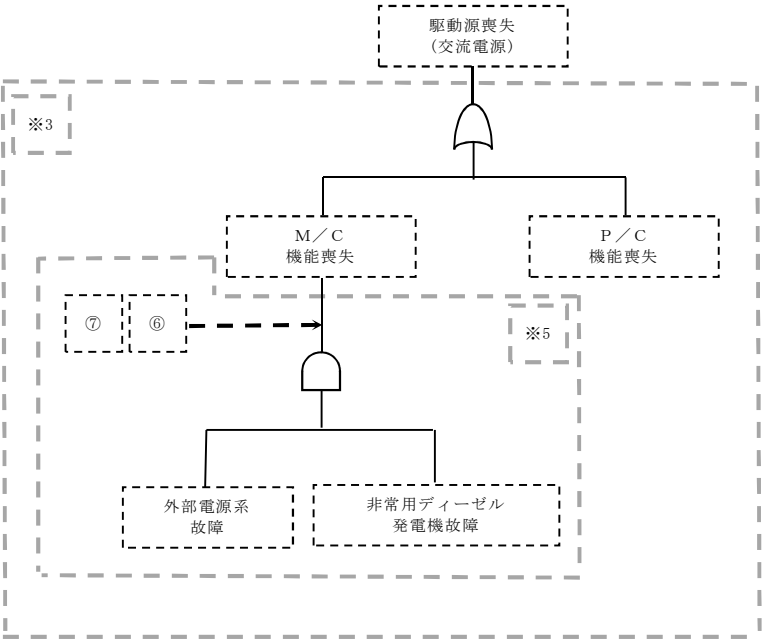 駆動源喪失
(交流電源)
※3
M／C
機能喪失
P／C
機能喪失
⑦
⑥
※5
外部電源系
故障
非常用ディーゼル
発電機故障